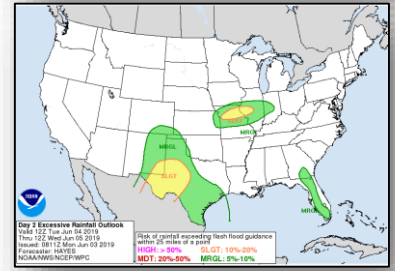 MRGL
SLGT
SLGT
MRGL
MRGL
noaa
Day 2 Excessive Rainfall Outlook
Valid 12Z Tue Jun 04 2019
Thru 12Z Wed Jun 05 2019
Issued: 0811Z Mon Jun 03 2019
Forecaster: HAYES
NOAA/NWS/NCEP/WPC
Risk of rainfall exceeding flash flood guidance
within 25 miles of a point
HIGH: > 50% SLGT: 10%-20%
MDT: 20%-50% MRGL: 5%-10%